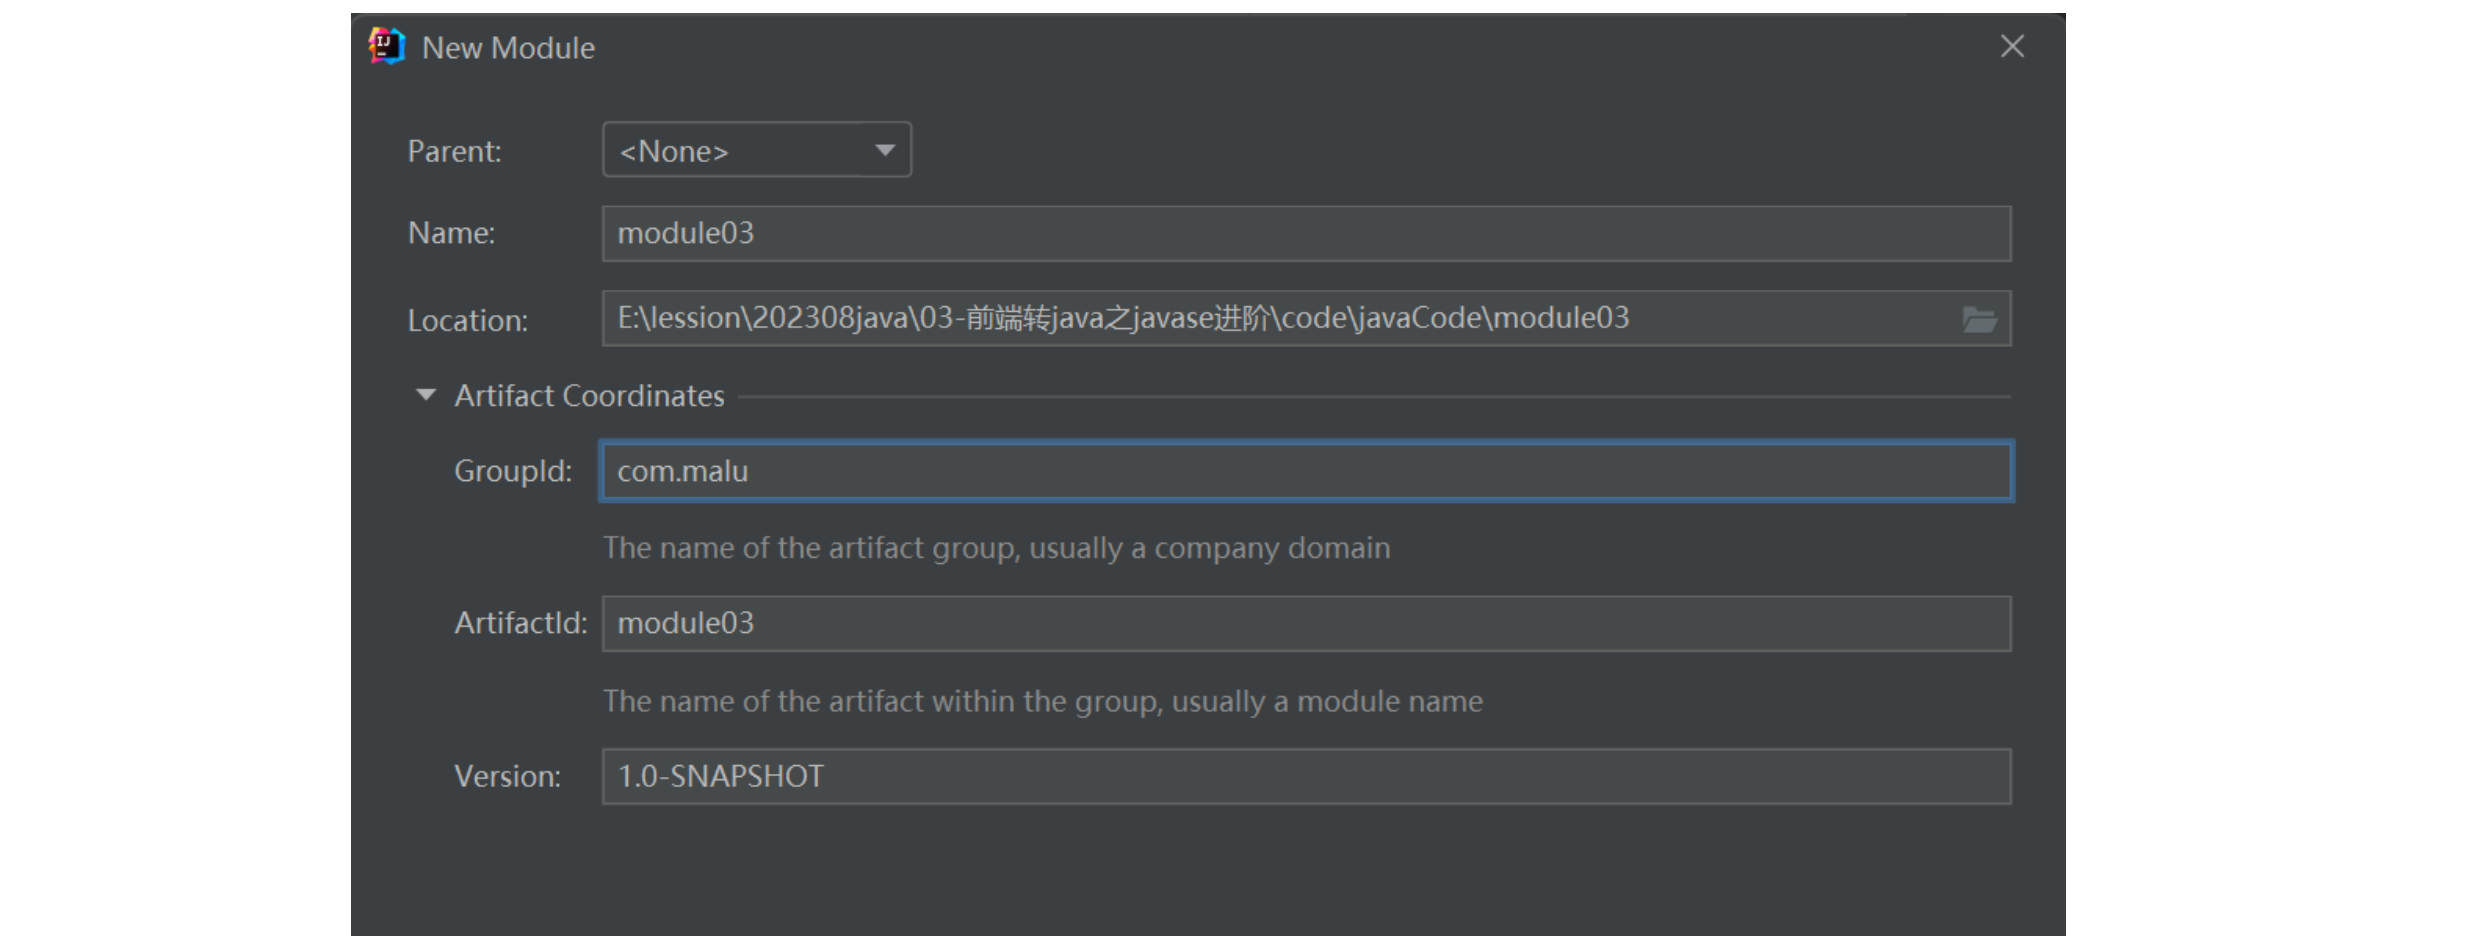 IJ
New Module
Parent: <None>
Name: module03
Location: E:\lession\202308java\03-前端转java之javase进阶\code\javaCode\module03
Artifact Coordinates
GroupId: com.malu
The name of the artifact group, usually a company domain
ArtifactId: module03
The name of the artifact within the group, usually a module name
Version: 1.0-SNAPSHOT